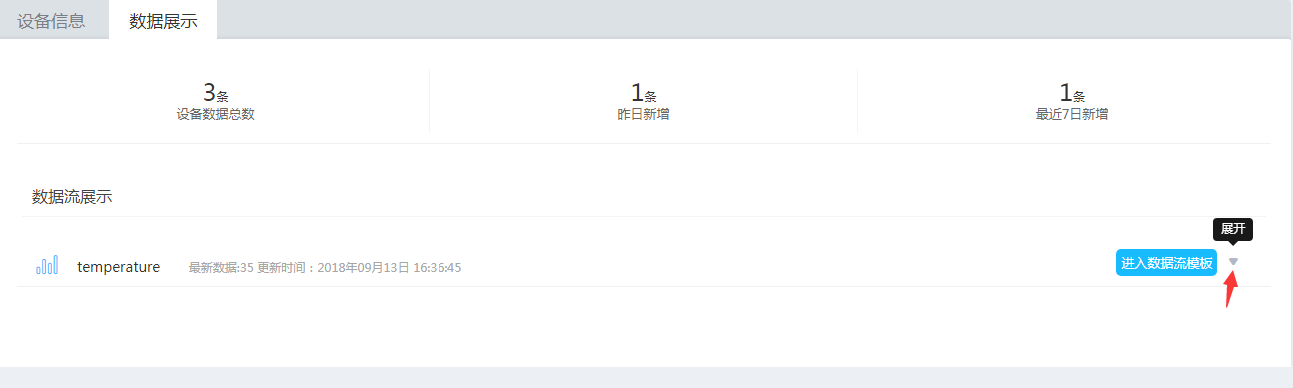 设备信息 数据展示
3条 1条 1条
设备数据总数 昨日新增 最近7日新增
数据流展示
展开
temperature 最新数据:35 更新时间：2018年09月13日 16:36:45 进入数据流模板